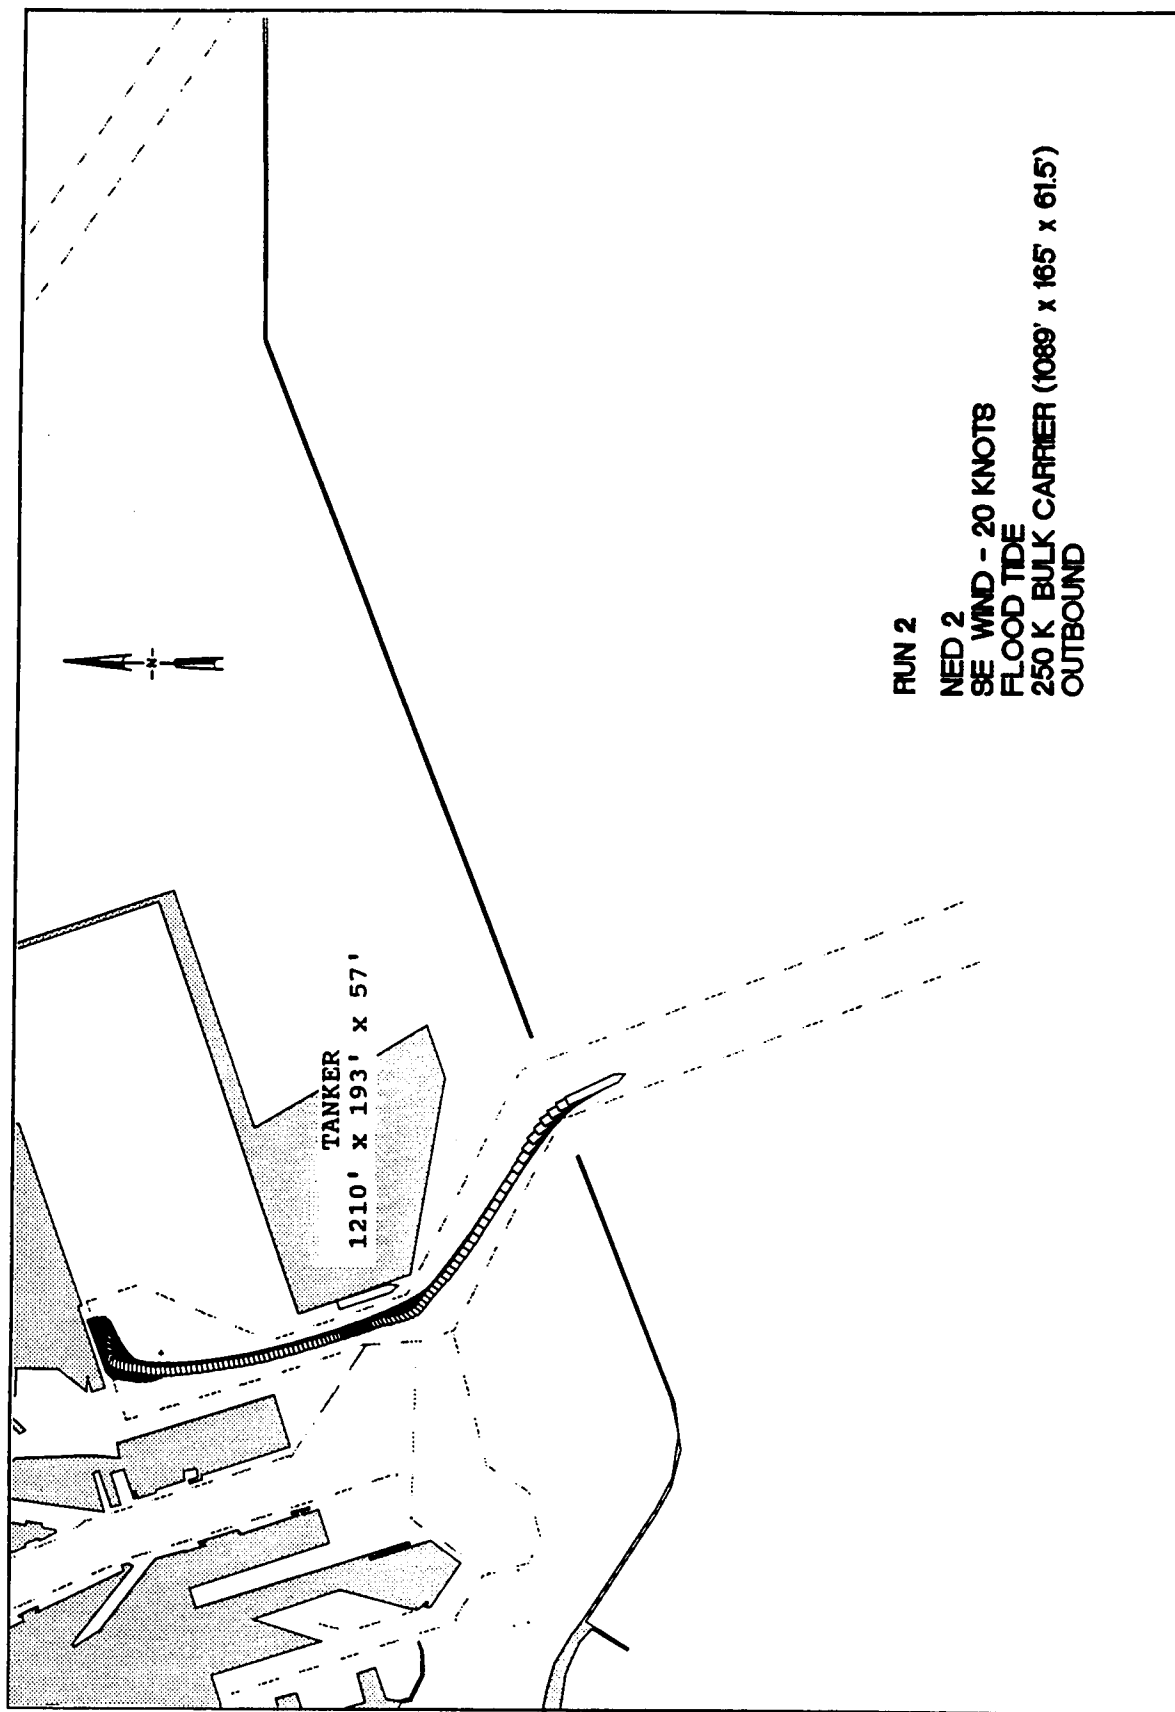 -N-
TANKER
1210' x 193' x 57'
RUN 2
NED 2
SE WIND - 20 KNOTS
FLOOD TIDE
250 K BULK CARRIER (1089' x 165' x 61.5')
OUTBOUND